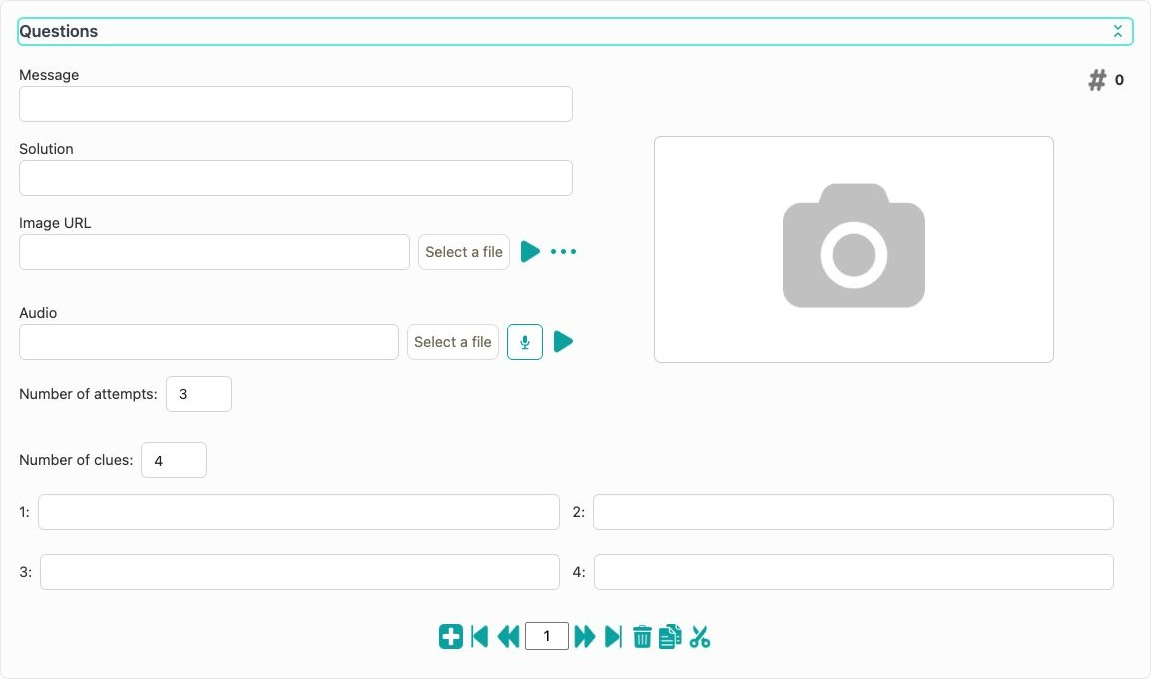 Questions
Message
# 0
Solution
Image URL
Select a file
Audio
Select a file
Number of attempts: 3
Number of clues: 4
1:
2:
3:
4:
1